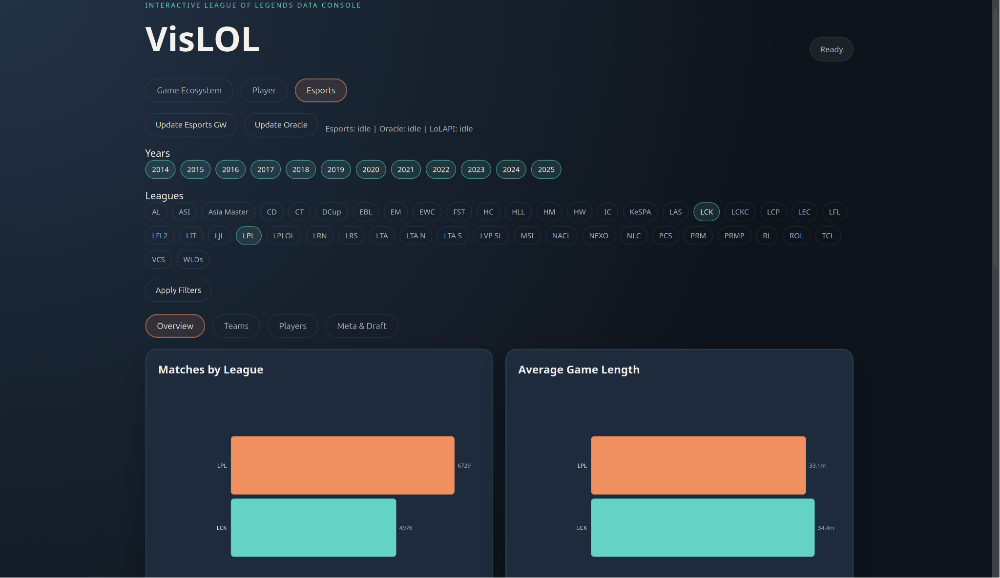 INTERACTIVE LEAGUE OF LEGENDS DATA CONSOLE
VisLOL
Ready
Game Ecosystem Player Esports
Update Esports GW Update Oracle Esports: idle | Oracle: idle | LoLAPI: idle
Years
2014 2015 2016 2017 2018 2019 2020 2021 2022 2023 2024 2025
Leagues
AL ASI Asia Master CD CT DCup EBL EM EWC FST HC HLL HM HW IC KeSPA LAS LCK LCKC LCP LEC LFL
LFL2 LIT LJL LPL LPLOL LRN LRS LTA LTA N LTA S LVP SL MSI NACL NEXO NLC PCS PRM PRMP RL ROL TCL
VCS WLDs
Apply Filters
Overview Teams Players Meta & Draft
Matches by League
LPL 6729
LCK 4976
Average Game Length
LPL 33.1m
LCK 34.4m